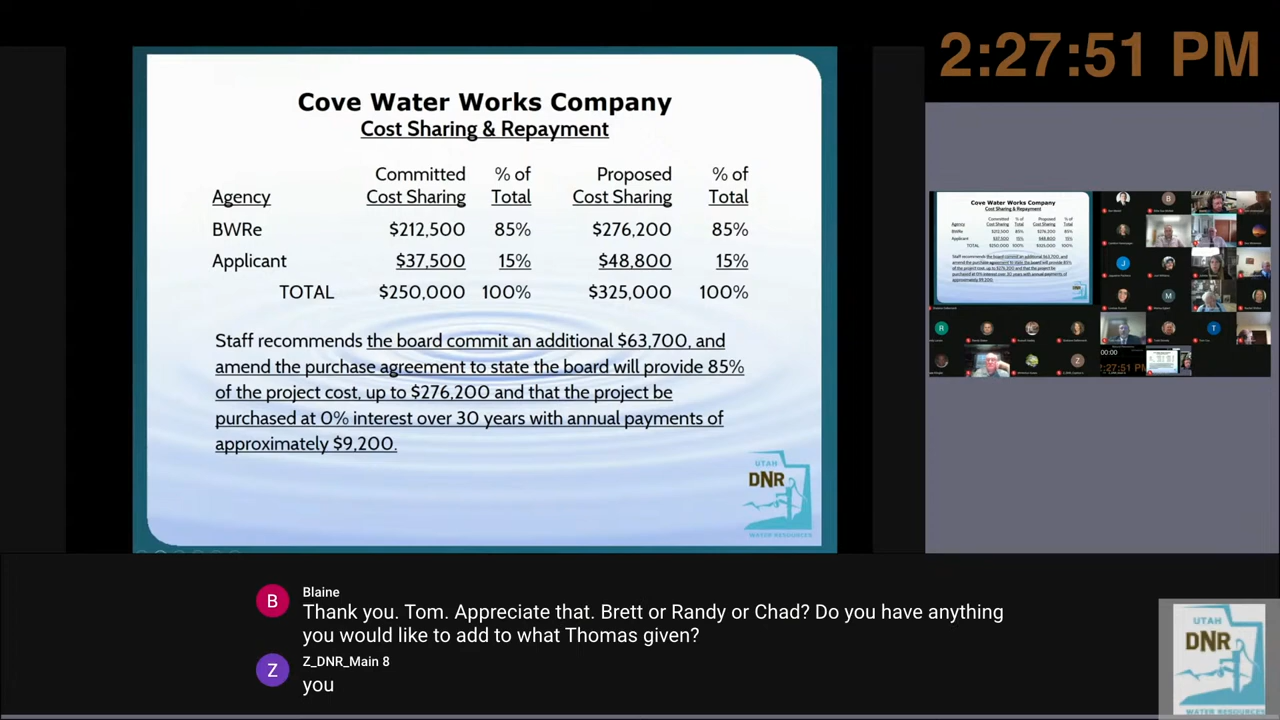 2:27:51 PM
Cove Water Works Company
Cost Sharing & Repayment
Committed % of Proposed % of
Agency Cost Sharing Total Cost Sharing Total
BWRe $212,500 85% $276,200 85%
Applicant $37,500 15% $48,800 15%
TOTAL $250,000 100% $325,000 100%
Staff recommends the board commit an additional $63,700, and
amend the purchase agreement to state the board will provide 85%
of the project cost, up to $276,200 and that the project be
purchased at 0% interest over 30 years with annual payments of
approximately $9,200.
UTAH
DNR
WATER RESOURCES
B
Blaine
Thank you. Tom. Appreciate that. Brett or Randy or Chad? Do you have anything
you would like to add to what Thomas given?
Z
Z_DNR_Main 8
you
UTAH
DNR
WATER RESOURCES